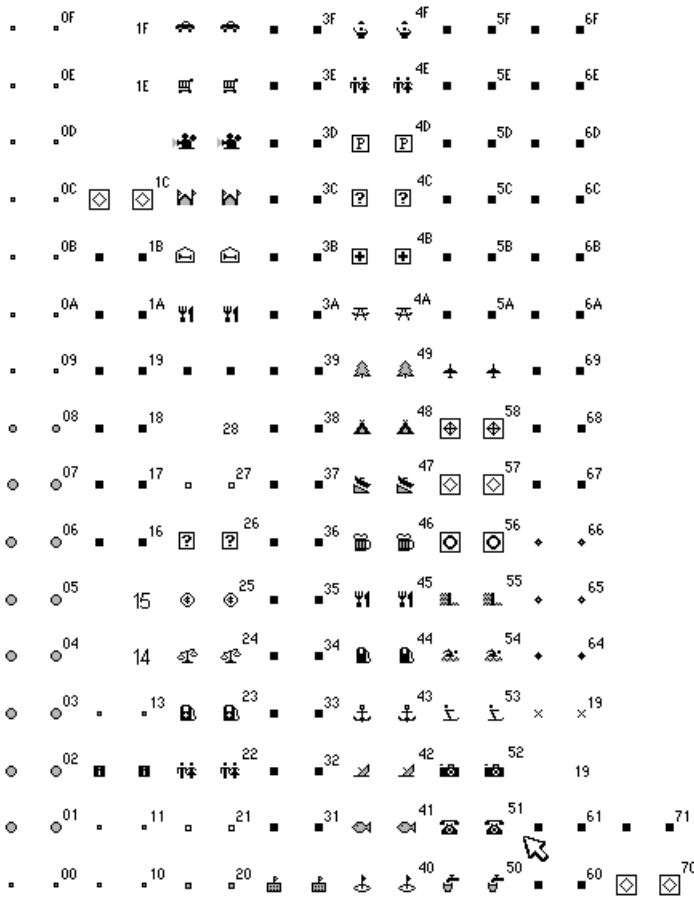 0F 1F 3F 4F 5F 6F
0E 1E 3E 4E 5E 6E
0D 3D P P 4D 5D 6D
0C 1C 3C ? ? 4C 5C 6C
0B 1B 3B 4B 5B 6B
0A 1A 3A 4A 5A 6A
09 19 39 49 69
08 18 28 38 48 58 68
07 17 27 37 47 57 67
06 16 ? ? 26 36 46 56 66
05 15 25 35 45 55 65
04 14 24 34 44 54 64
03 13 23 33 43 53 19
02 i i 22 32 42 52 19
01 11 21 31 41 51 61 71
00 10 20 40 50 60 70